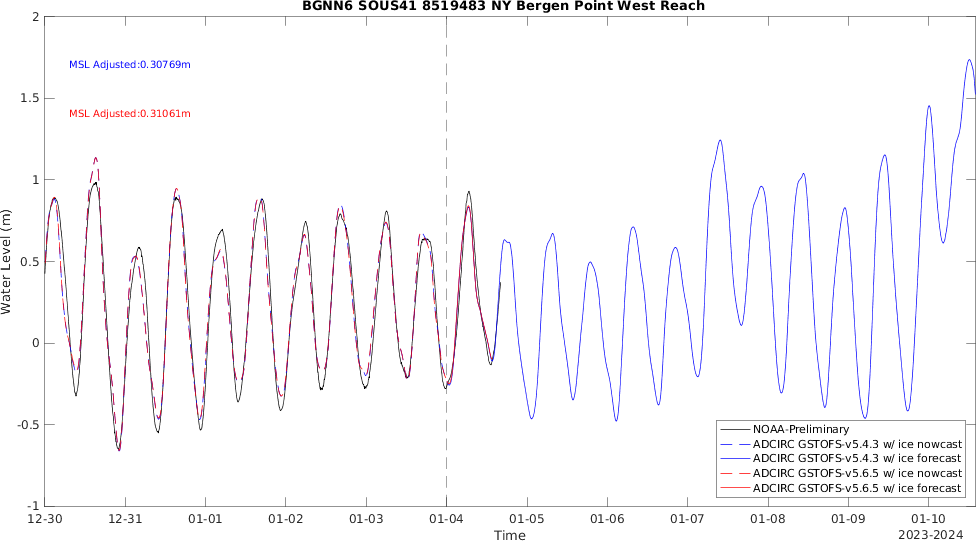 BGNN6 SOUS41 8519483 NY Bergen Point West Reach
2
1.5
1
0.5
0
-0.5
-1
Water Level (m)
MSL Adjusted:0.30769m
MSL Adjusted:0.31061m
NOAA-Preliminary
ADCIRC GSTOFS-v5.4.3 w/ ice nowcast
ADCIRC GSTOFS-v5.4.3 w/ ice forecast
ADCIRC GSTOFS-v5.6.5 w/ ice nowcast
ADCIRC GSTOFS-v5.6.5 w/ ice forecast
12-30 12-31 01-01 01-02 01-03 01-04 01-05 01-06 01-07 01-08 01-09 01-10
Time
2023-2024